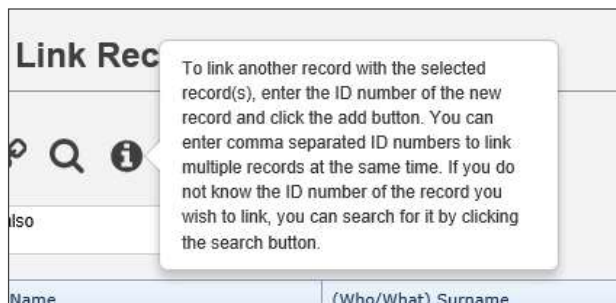 Link Rec
To link another record with the selected
record(s), enter the ID number of the new
record and click the add button. You can
enter comma separated ID numbers to link
multiple records at the same time. If you do
not know the ID number of the record you
wish to link, you can search for it by clicking
the search button.
also
Name
(Who/What) Surname